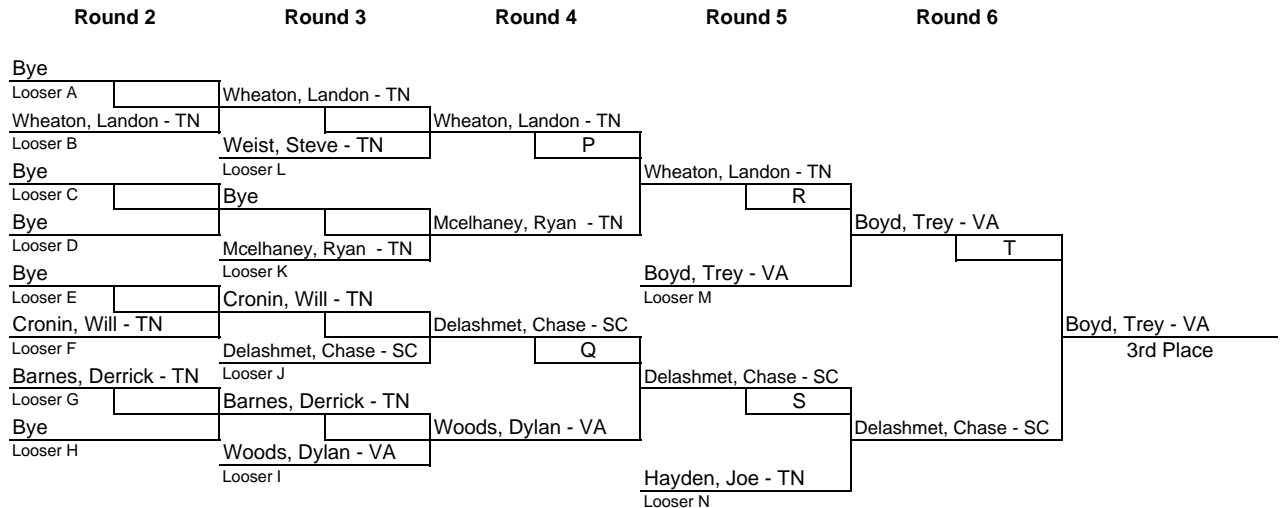 Round 2 Round 3 Round 4 Round 5 Round 6
Bye
Looser A Wheaton, Landon - TN
Wheaton, Landon - TN Wheaton, Landon - TN
Looser B Weist, Steve - TN P
Looser L
Bye Wheaton, Landon - TN
Looser C Bye R
Bye Mcelhaney, Ryan - TN Boyd, Trey - VA
Looser D Mcelhaney, Ryan - TN T
Bye Looser K Boyd, Trey - VA
Looser E Cronin, Will - TN Looser M
Cronin, Will - TN Delashmet, Chase - SC Boyd, Trey - VA
Looser F Delashmet, Chase - SC Q 3rd Place
Looser J
Barnes, Derrick - TN Delashmet, Chase - SC
Looser G Barnes, Derrick - TN S
Bye Woods, Dylan - VA Delashmet, Chase - SC
Looser H Woods, Dylan - VA
Looser I Hayden, Joe - TN
Looser N